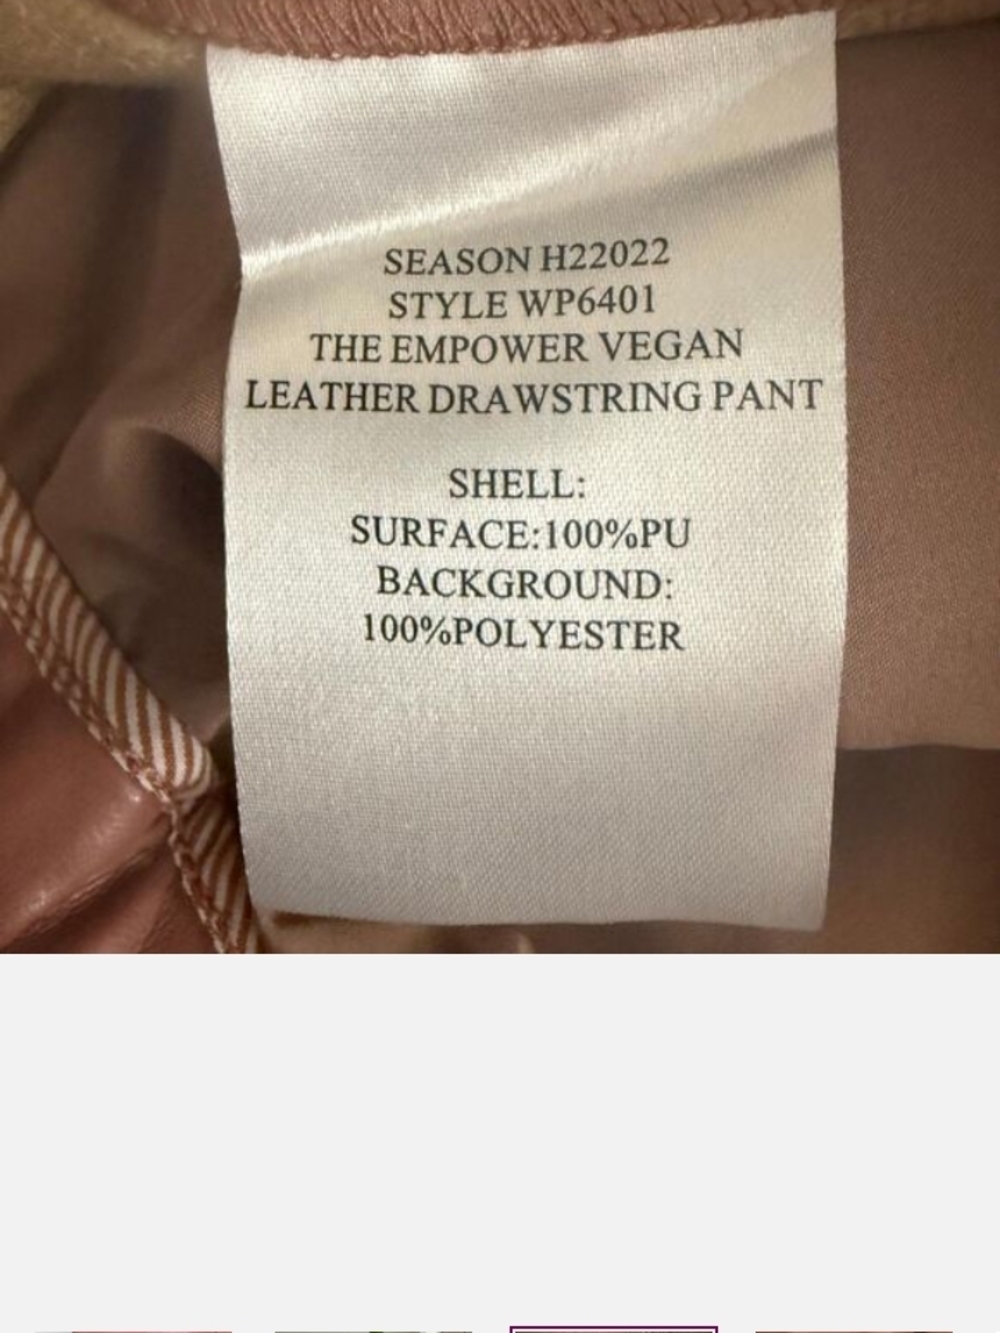 SEASON H22022
STYLE WP6401
THE EMPOWER VEGAN
LEATHER DRAWSTRING PANT
SHELL:
SURFACE:100%PU
BACKGROUND:
100%POLYESTER